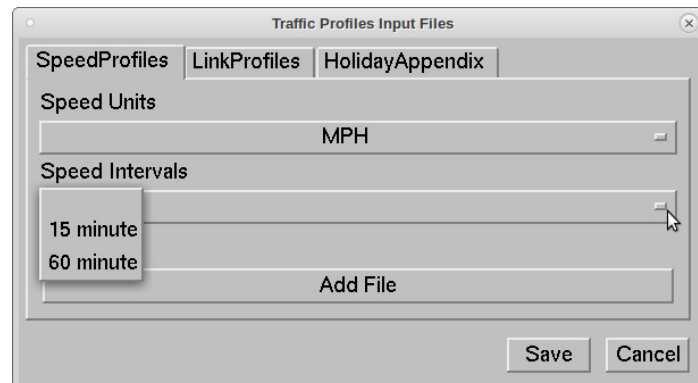 Traffic Profiles Input Files
SpeedProfiles LinkProfiles HolidayAppendix
Speed Units
MPH
Speed Intervals
15 minute
60 minute
Add File
Save Cancel